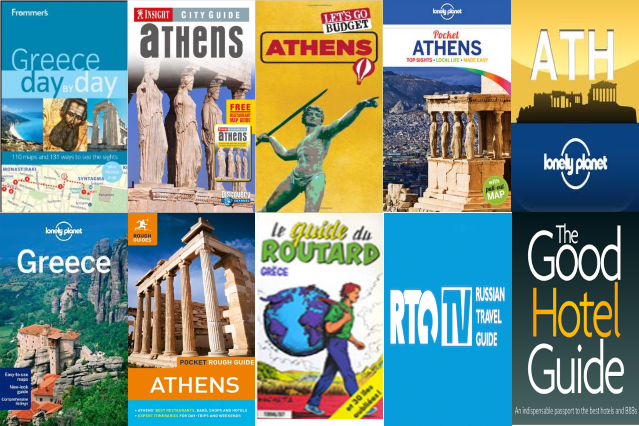 Frommer's
Greece
day BY day
110 maps and 131 ways to see the sights
MONASTIRAKI
SYNTAGMA
INSIGHT CITY GUIDE
aTHENS
FREE
RESTAURANT
MAP GUIDE
aTHENS
Discovery
CHANNEL
LET'S GO
BUDGET
ATHENS
lonely planet
Pocket
ATHENS
TOP SIGHTS • LOCAL LIFE • MADE EASY
MAP
ATH
lonely planet
lonely planet
Greece
Easy-to-use
maps
New-look
guide
Comprehensive
listings
ROUGH
GUIDES
POCKET ROUGH GUIDE
ATHENS
• ATHENS' BEST RESTAURANTS, BARS, SHOPS AND HOTELS
• EXPERT ITINERARIES FOR DAY-TRIPS AND WEEKENDS
le guide du
ROUTARD
GRÈCE
HACHETTE
et 20 îles
RTG TV
RUSSIAN
TRAVEL
GUIDE
The
Good
Hotel
Guide
An indispensable passport to the best hotels and B&Bs